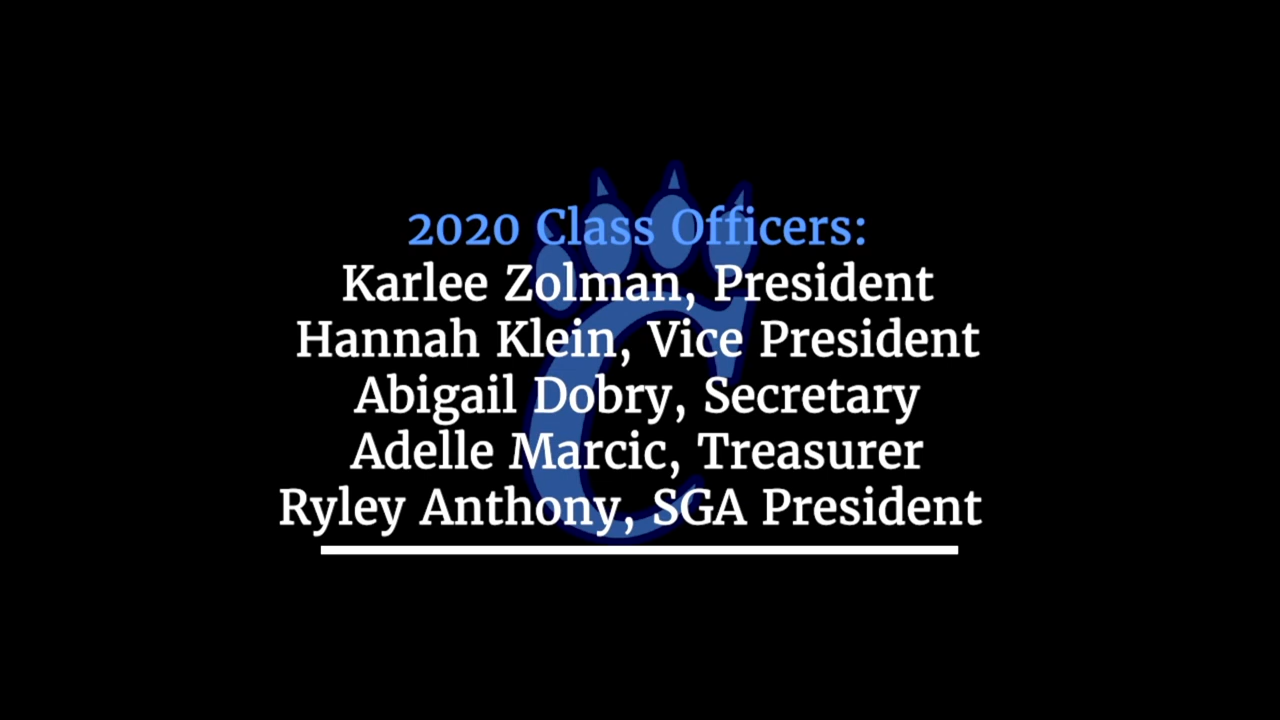 2020 Class Officers:
Karlee Zolman, President
Hannah Klein, Vice President
Abigail Dobry, Secretary
Adelle Marcic, Treasurer
Ryley Anthony, SGA President